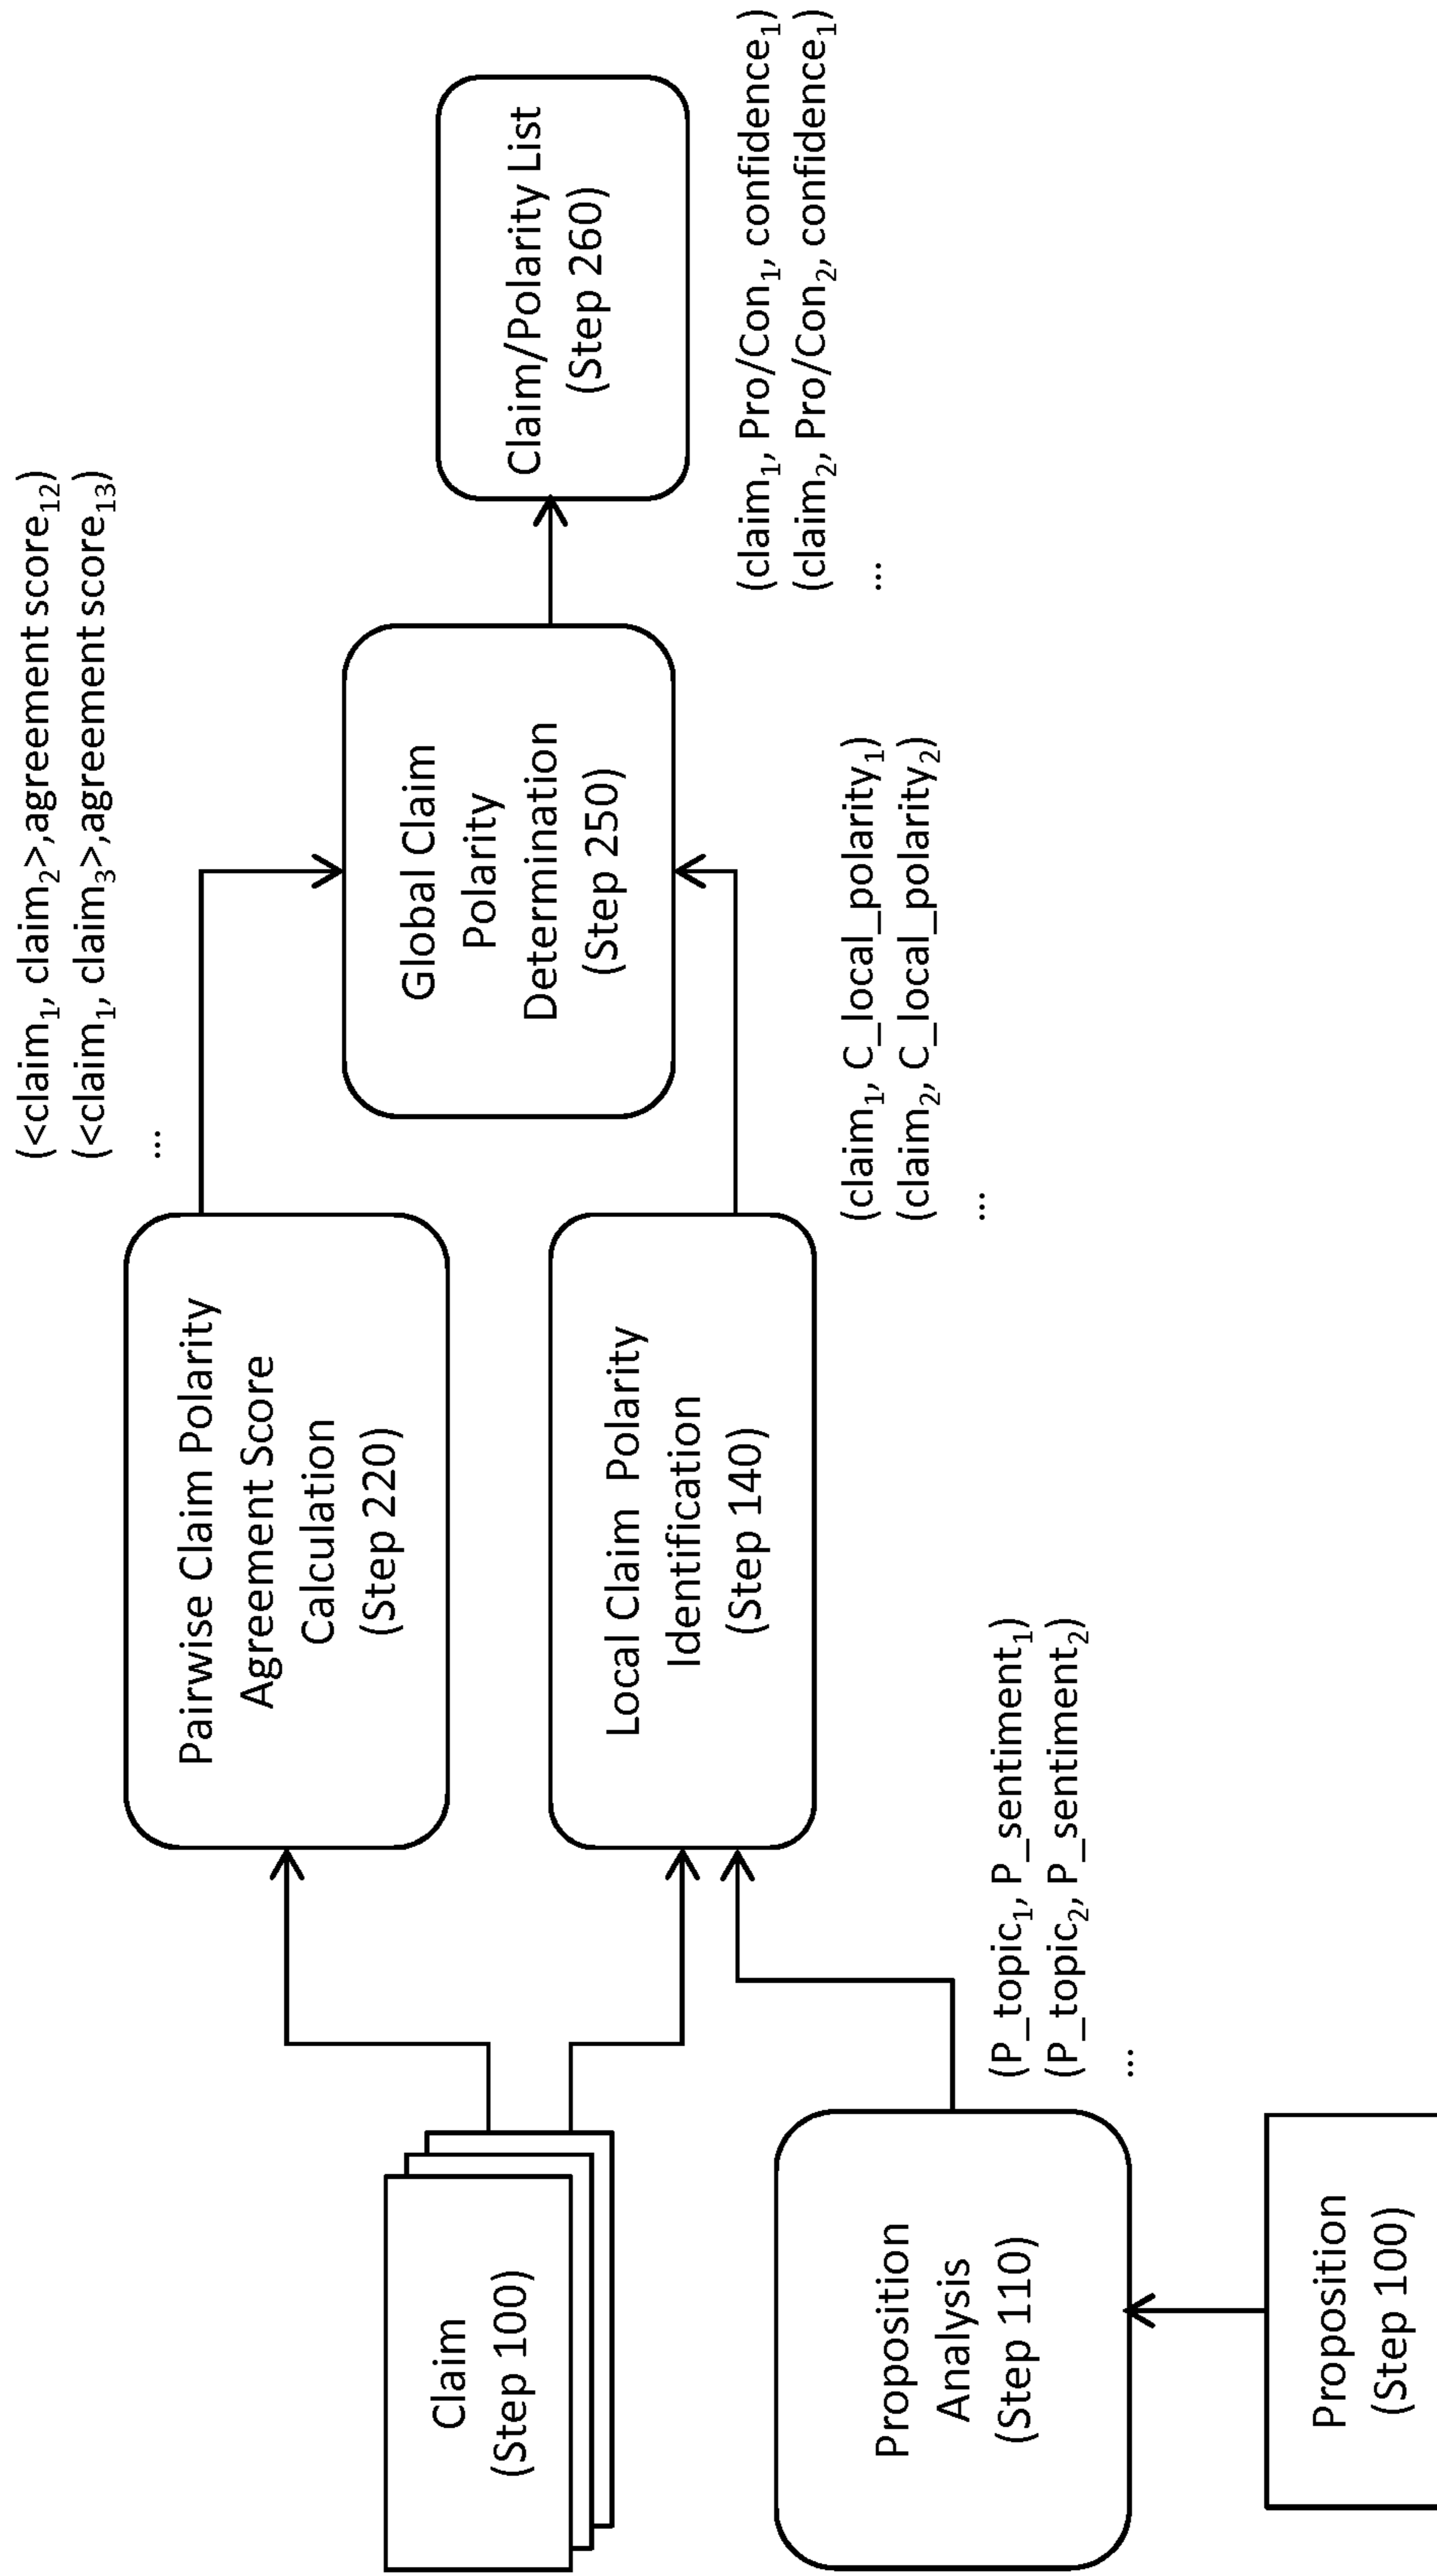 (<claim₁, claim₂>,agreement score₁₂)
(<claim₁, claim₃>,agreement score₁₃)
...
Pairwise Claim Polarity
Agreement Score
Calculation
(Step 220)
Claim
(Step 100)
Global Claim
Polarity
Determination
(Step 250)
Claim/Polarity List
(Step 260)
Local Claim Polarity
Identification
(Step 140)
(claim₁, Pro/Con₁, confidence₁)
(claim₂, Pro/Con₂, confidence₁)
...
(claim₁, C_local_polarity₁)
(claim₂, C_local_polarity₂)
...
Proposition
Analysis
(Step 110)
(P_topic₁, P_sentiment₁)
(P_topic₂, P_sentiment₂)
...
Proposition
(Step 100)